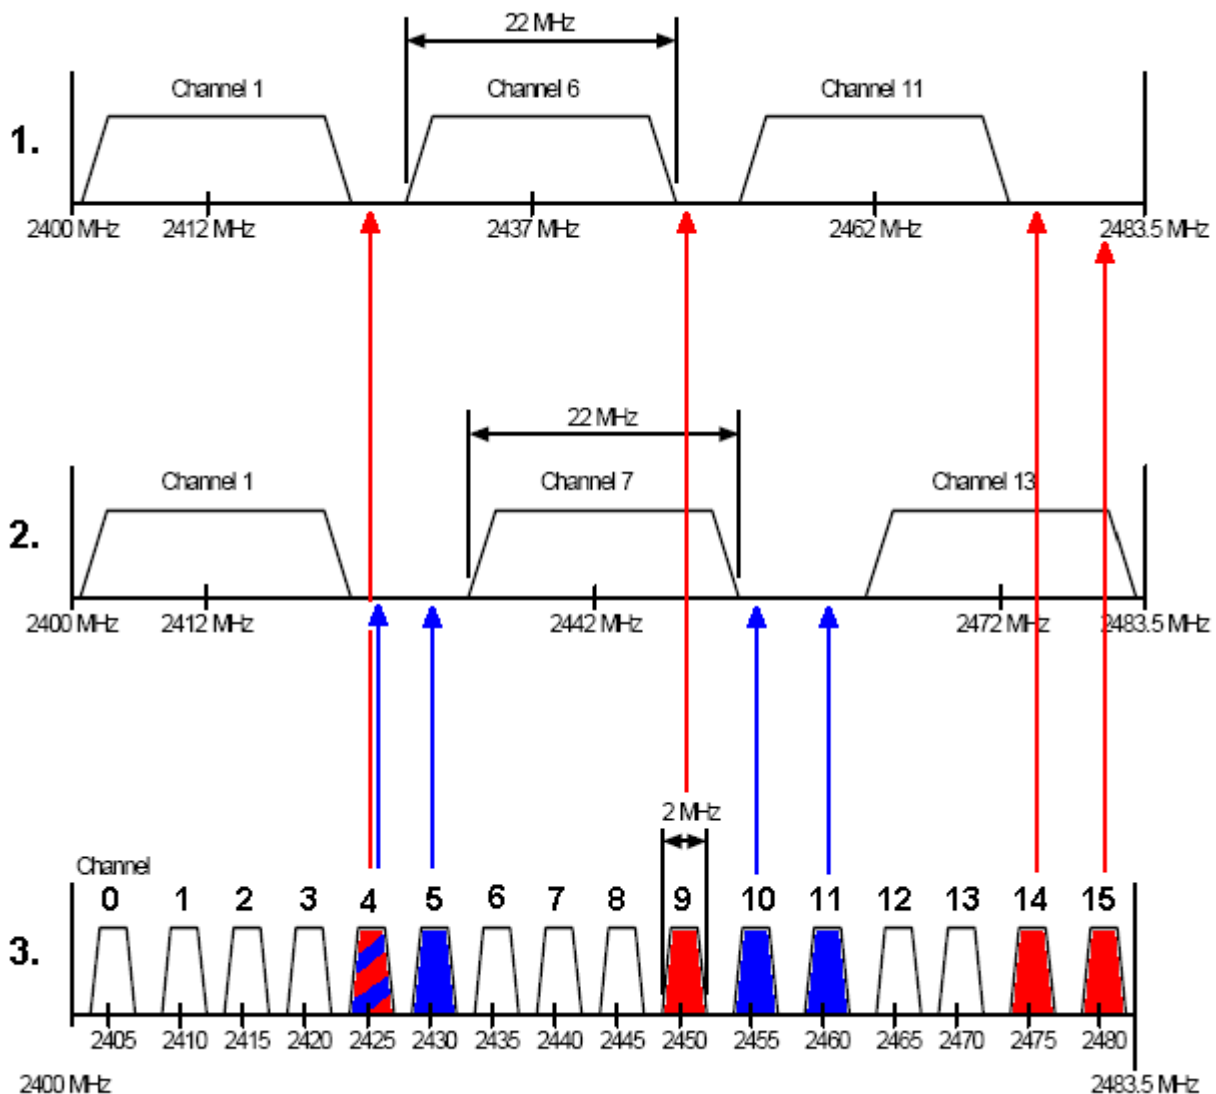 22 MHz
Channel 1 Channel 6 Channel 11
1.
2400 MHz 2412 MHz 2437 MHz 2462 MHz 2483.5 MHz
22 MHz
Channel 1 Channel 7 Channel 13
2.
2400 MHz 2412 MHz 2442 MHz 2472 MHz 2483.5 MHz
2 MHz
Channel
0 1 2 3 4 5 6 7 8 9 10 11 12 13 14 15
3.
2405 2410 2415 2420 2425 2430 2435 2440 2445 2450 2455 2460 2465 2470 2475 2480
2400 MHz 2483.5 MHz